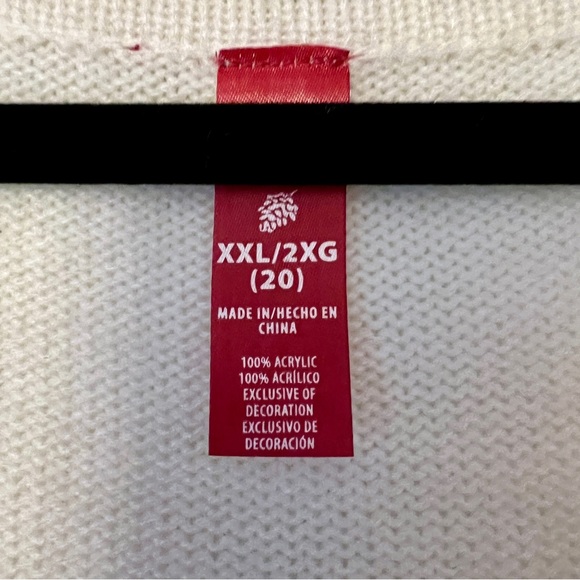 XXL/2XG
(20)
MADE IN/HECHO EN
CHINA
100% ACRYLIC
100% ACRÍLICO
EXCLUSIVE OF
DECORATION
EXCLUSIVO DE
DECORACIÓN